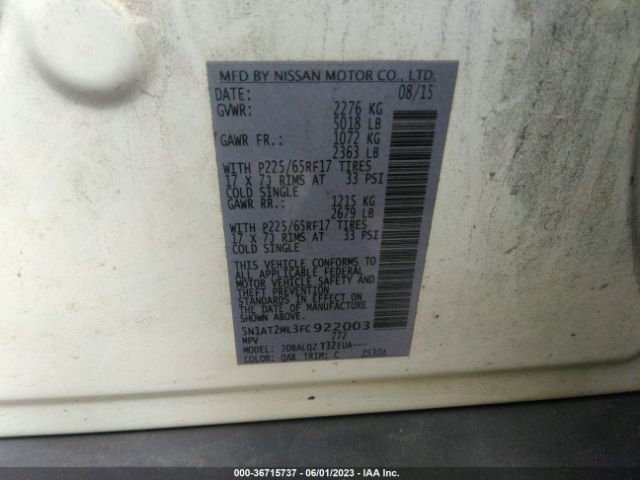 MFD BY NISSAN MOTOR CO., LTD.
DATE: 08/15
GVWR: 2276 KG
5018 LB
GAWR FR.: 1072 KG
2363 LB
WITH P225/65RF17 TIRES
17 X 7J RIMS AT 33 PSI
COLD SINGLE
GAWR RR.: 1215 KG
2679 LB
WITH P225/65RF17 TIRES
17 X 7J RIMS AT 33 PSI
COLD SINGLE
THIS VEHICLE CONFORMS TO
ALL APPLICABLE FEDERAL
MOTOR VEHICLE SAFETY AND
THEFT PREVENTION
STANDARDS IN EFFECT ON
THE DATE OF MANUFACTURE
SHOWN ABOVE.
5N1AT2ML3FC922003
MPV 772
MODEL:
COLOR: QAK TRIM: C 2530A
000-36715737 - 06/01/2023 - IAA Inc.